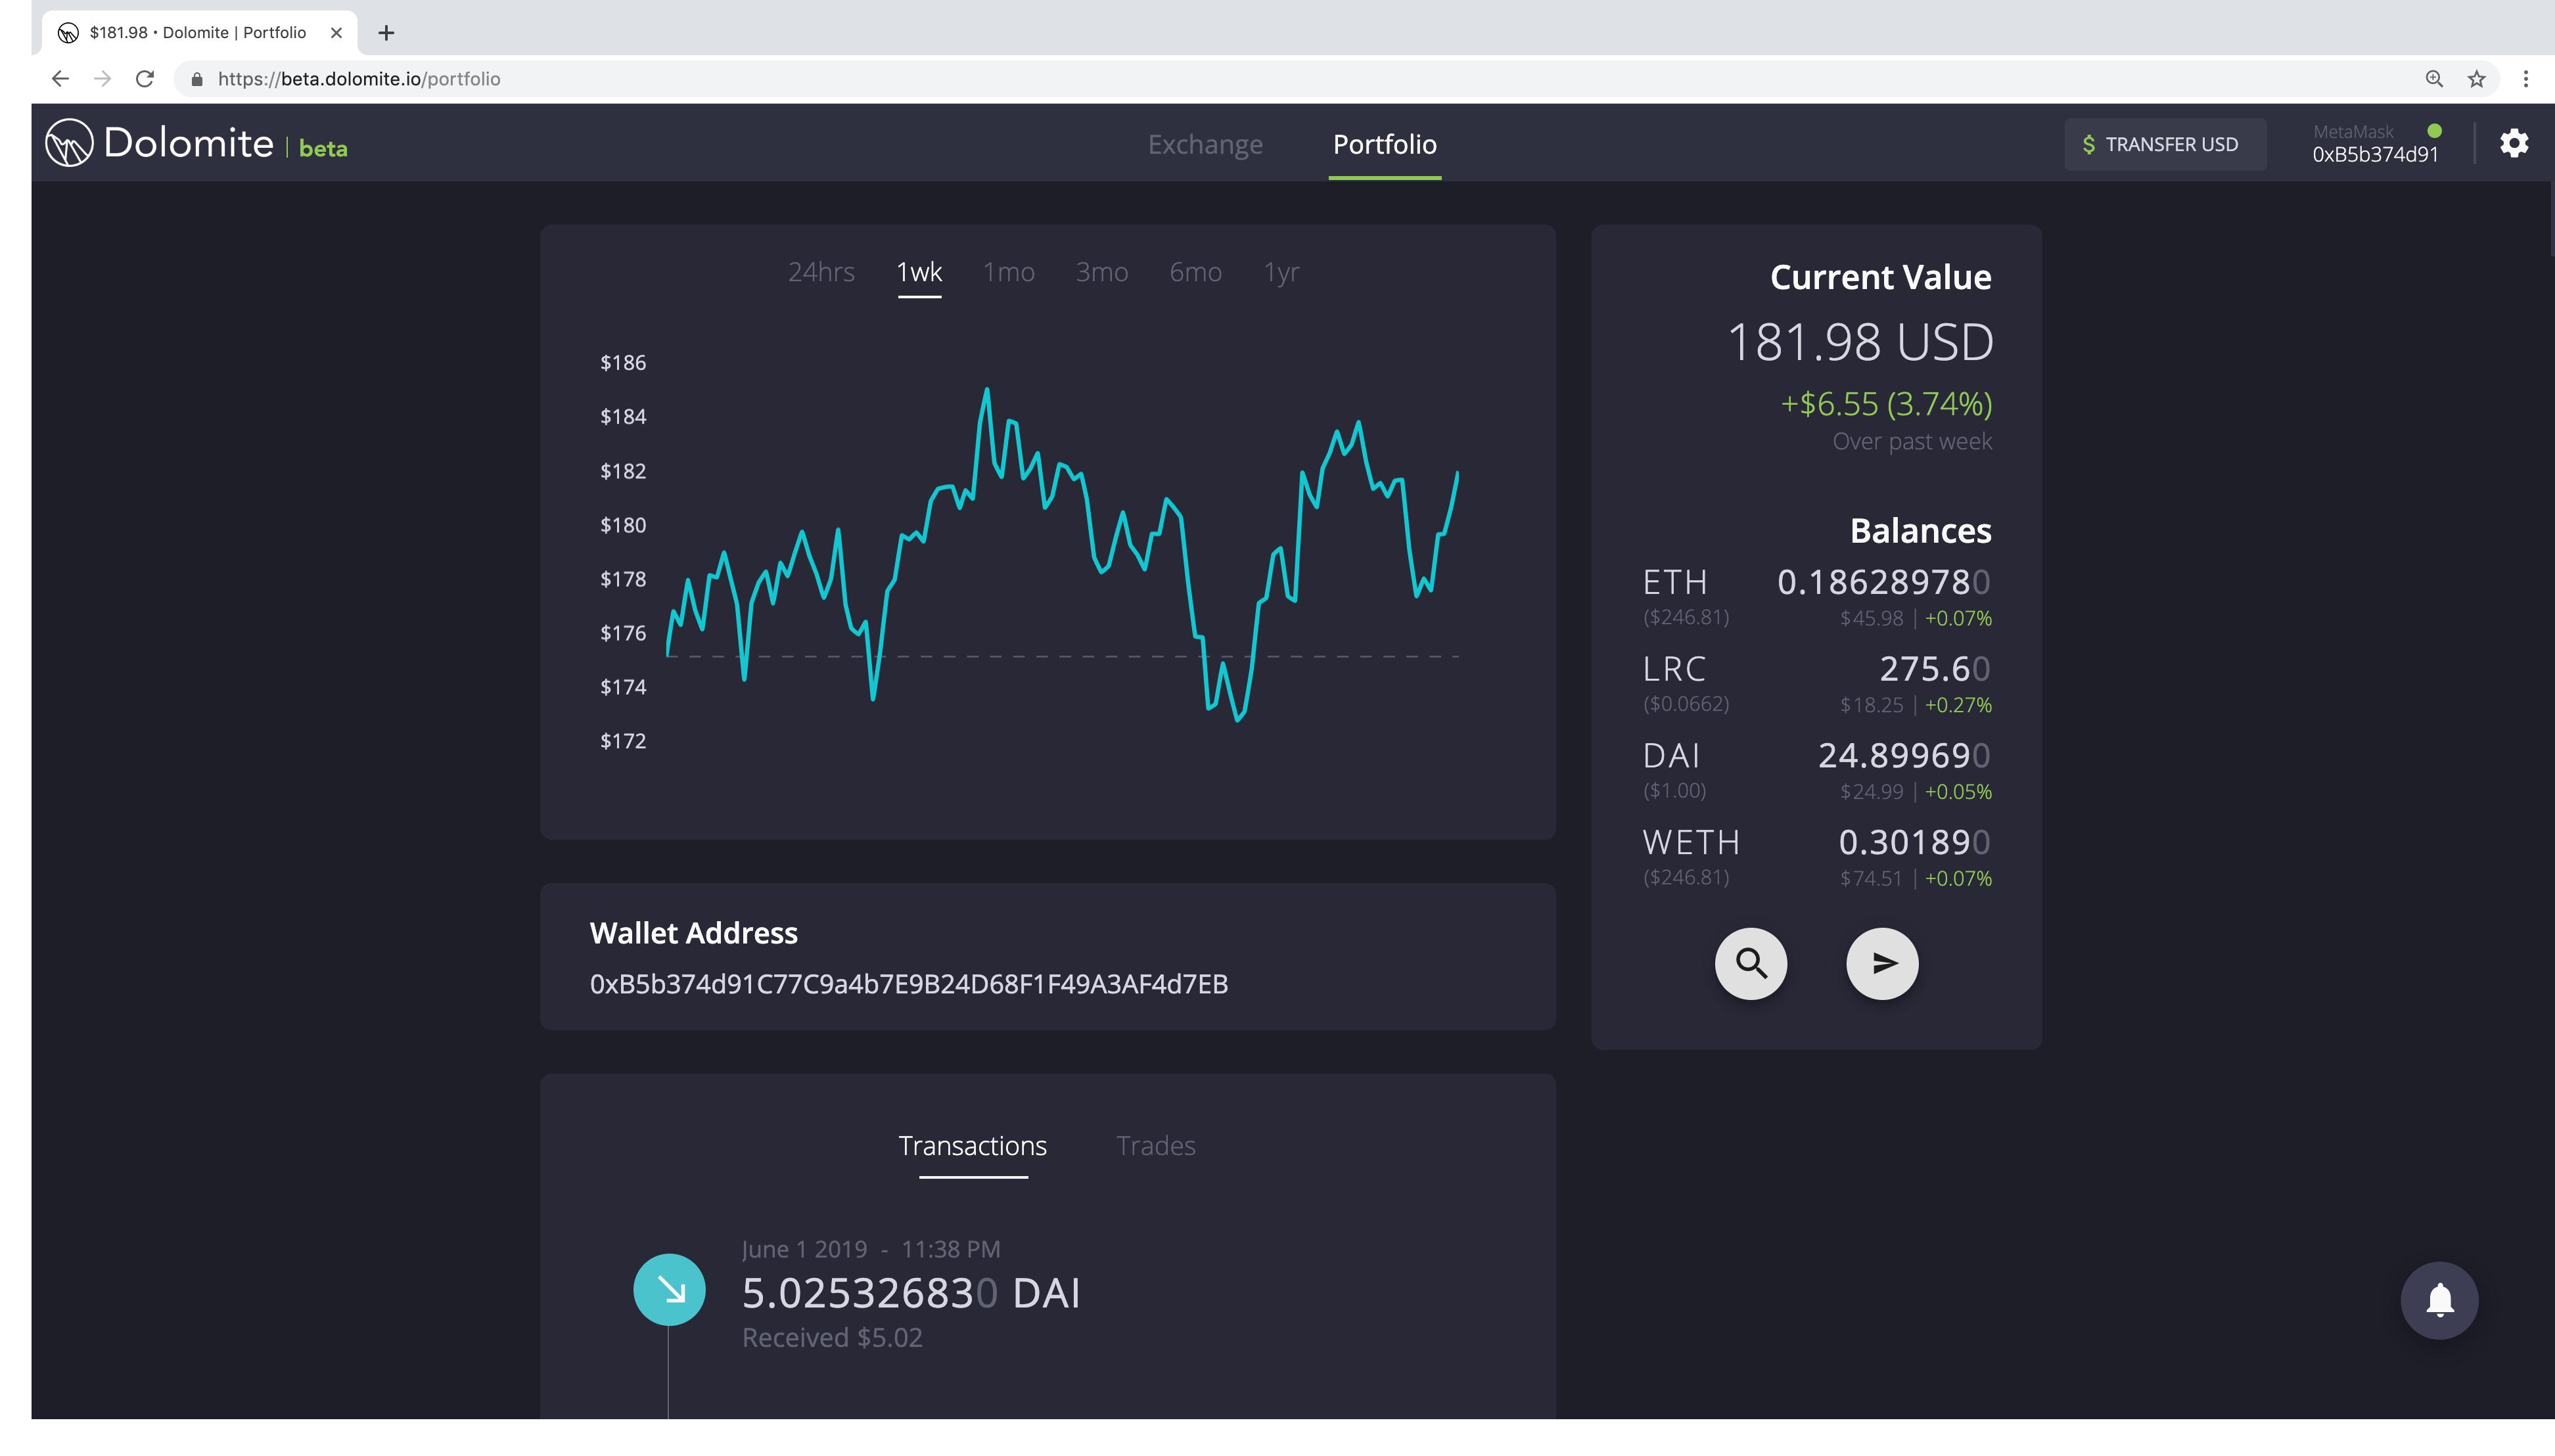 $181.98 • Dolomite | Portfolio
https://beta.dolomite.io/portfolio
Dolomite | beta
Exchange
Portfolio
$ TRANSFER USD
MetaMask
0xB5b374d91
24hrs 1wk 1mo 3mo 6mo 1yr
$186
$184
$182
$180
$178
$176
$174
$172
Current Value
181.98 USD
+$6.55 (3.74%)
Over past week
Balances
ETH 0.186289780
($246.81) $45.98 | +0.07%
LRC 275.60
($0.0662) $18.25 | +0.27%
DAI 24.899690
($1.00) $24.99 | +0.05%
WETH 0.301890
($246.81) $74.51 | +0.07%
Wallet Address
0xB5b374d91C77C9a4b7E9B24D68F1F49A3AF4d7EB
Transactions Trades
June 1 2019 - 11:38 PM
5.025326830 DAI
Received $5.02